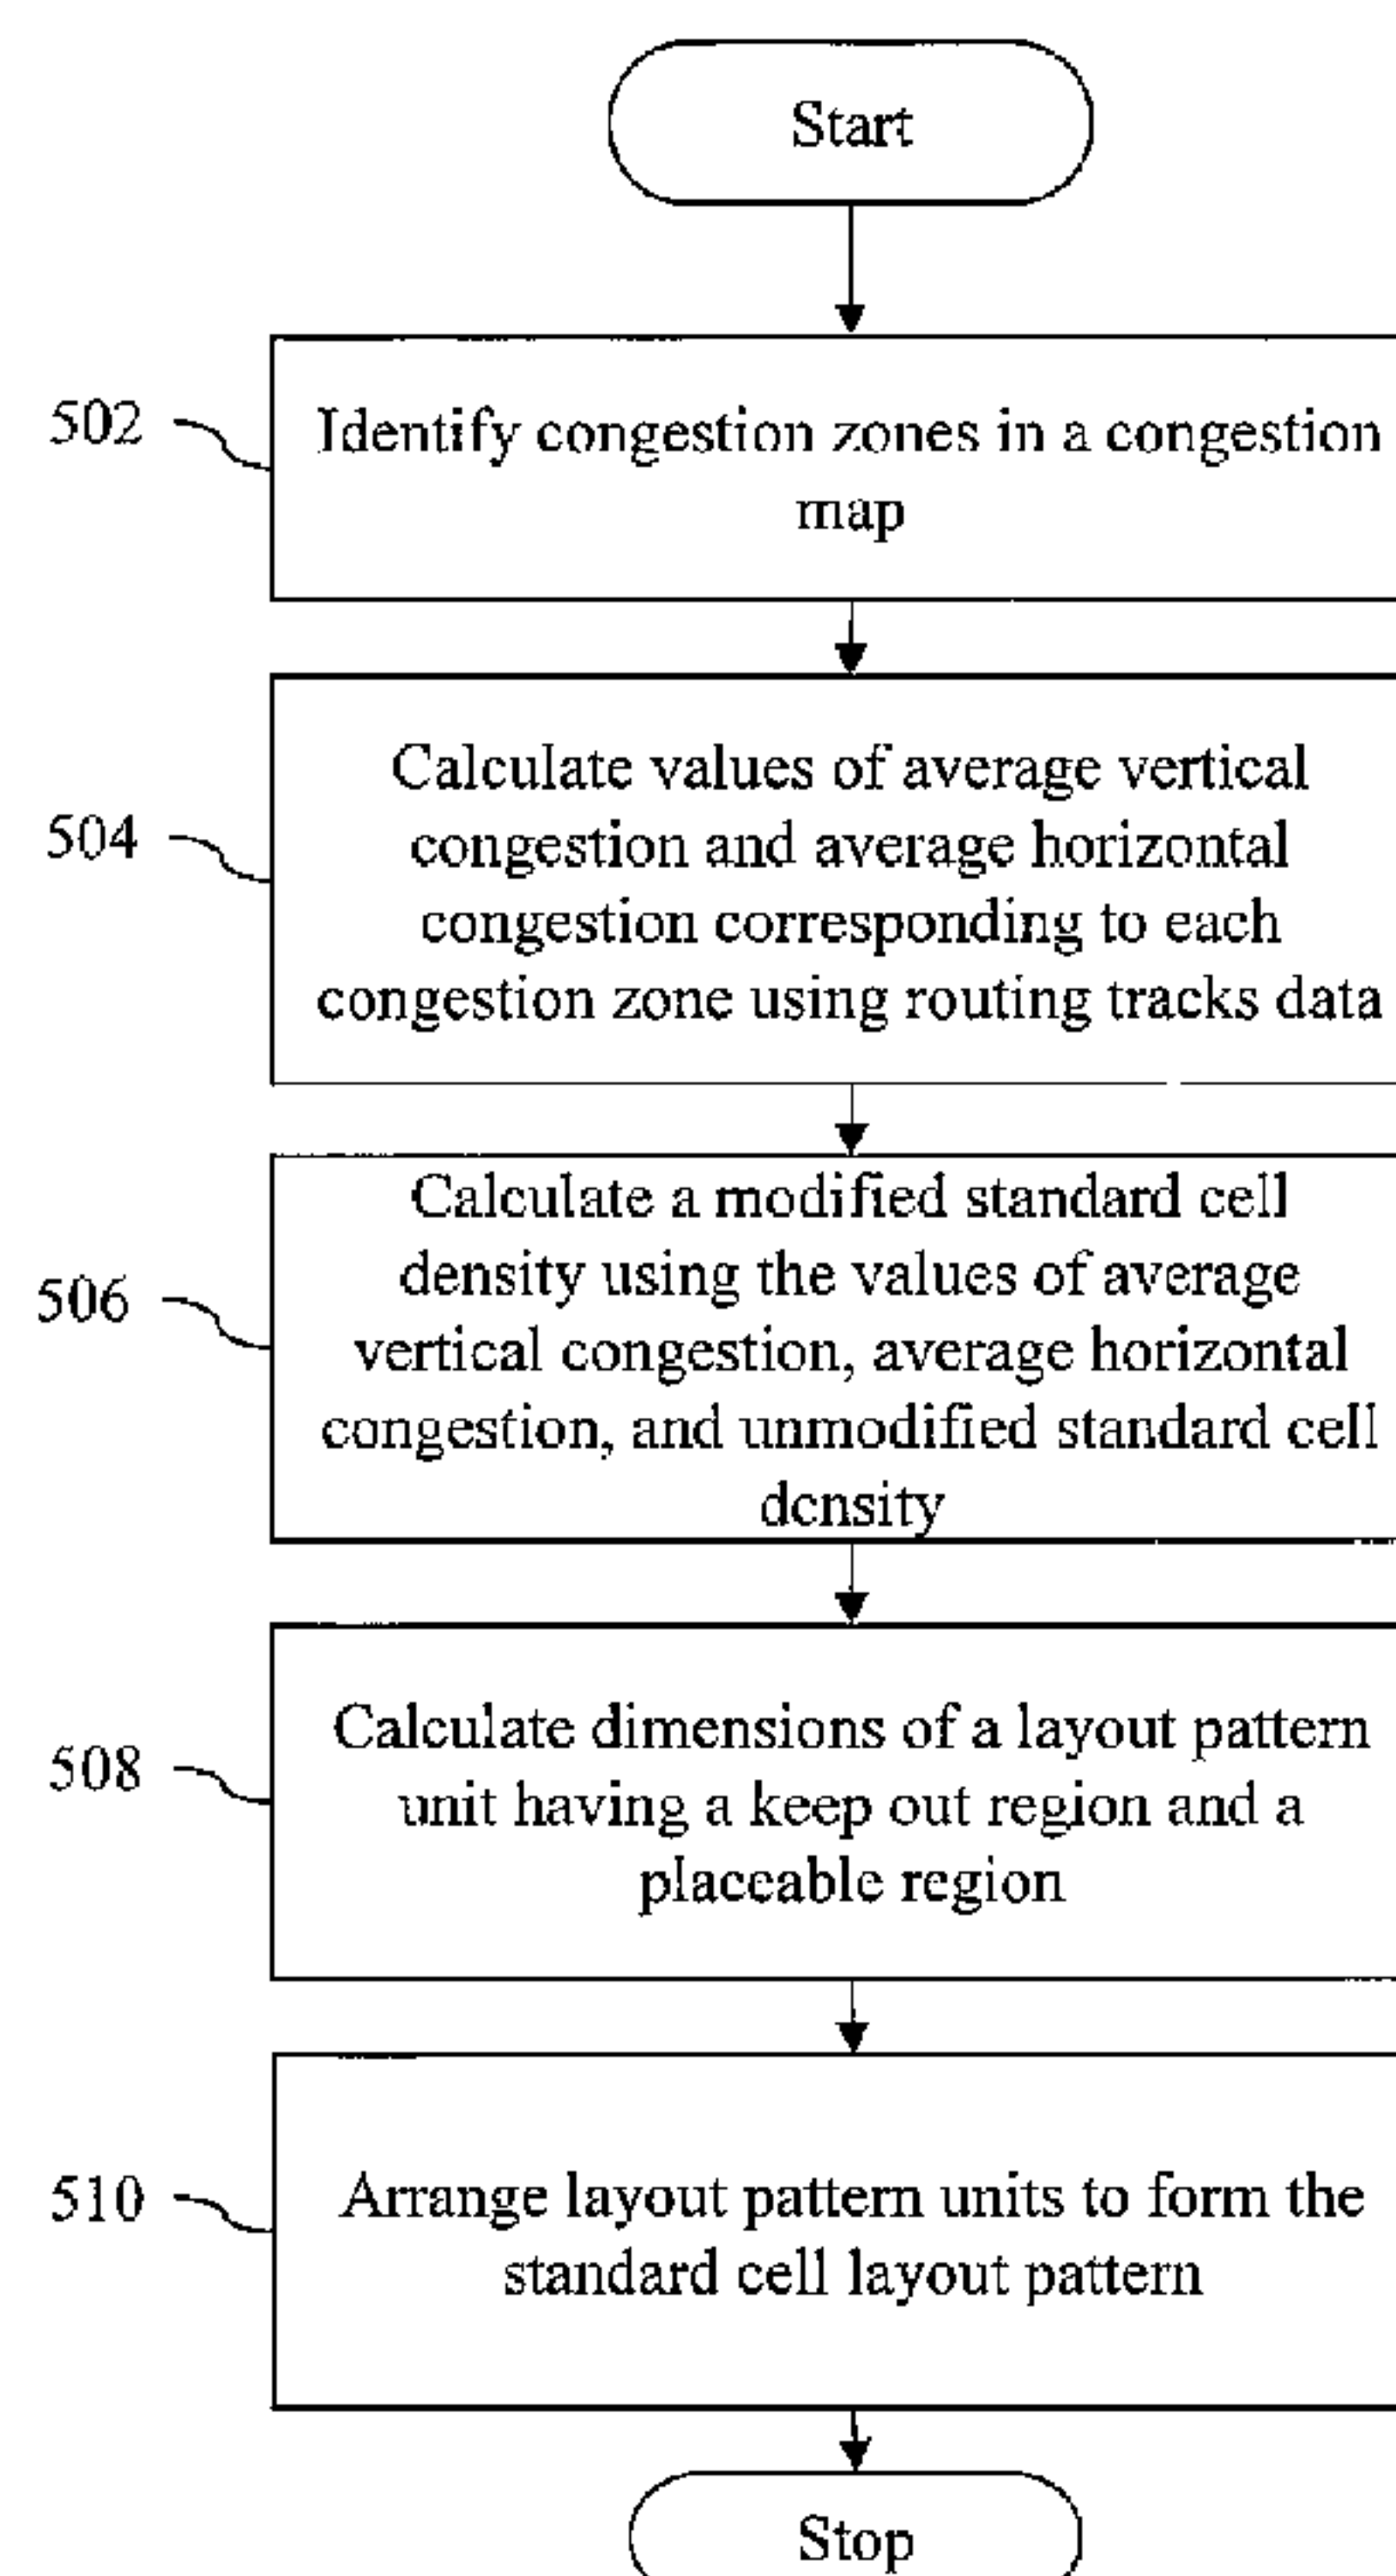 Start
502
Identify congestion zones in a congestion
map
504
Calculate values of average vertical
congestion and average horizontal
congestion corresponding to each
congestion zone using routing tracks data
506
Calculate a modified standard cell
density using the values of average
vertical congestion, average horizontal
congestion, and unmodified standard cell
density
508
Calculate dimensions of a layout pattern
unit having a keep out region and a
placeable region
510
Arrange layout pattern units to form the
standard cell layout pattern
Stop